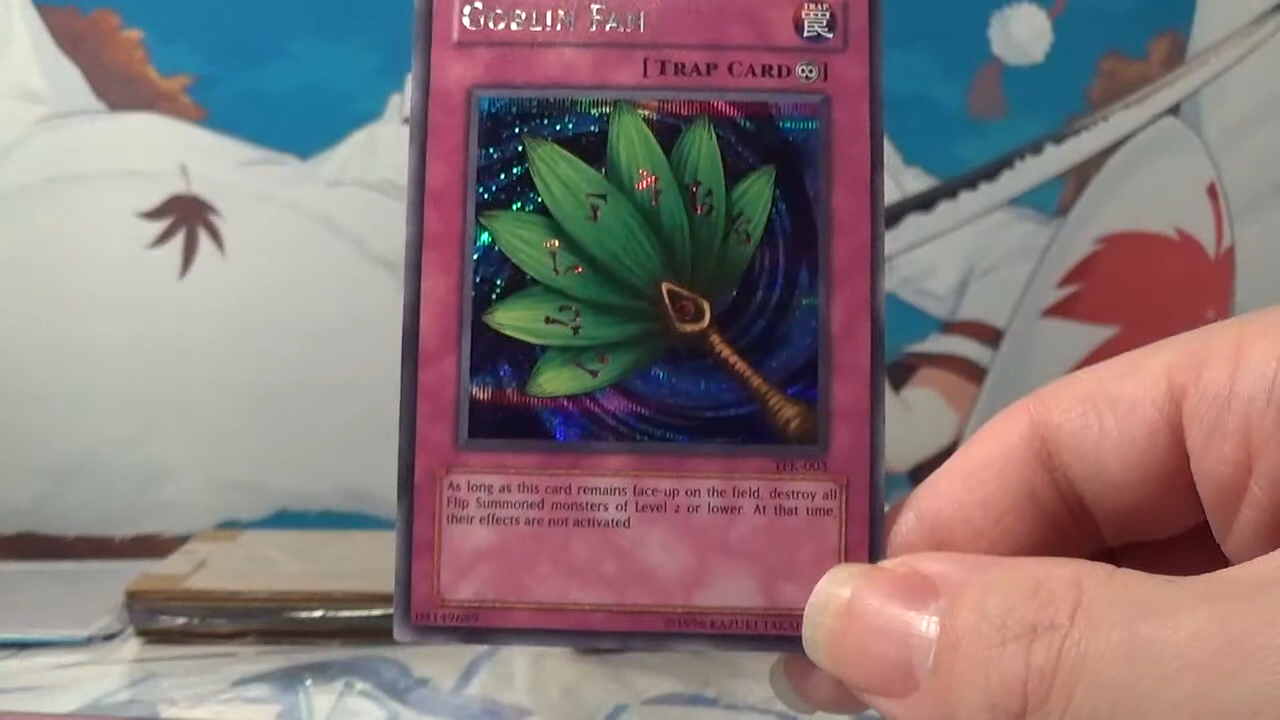 Goblin Fan
TRAP
罠
[TRAP CARD∞]
TFK-003
As long as this card remains face-up on the field, destroy all
Flip Summoned monsters of Level 2 or lower. At that time,
their effects are not activated
04149689
©1996 KAZUKI